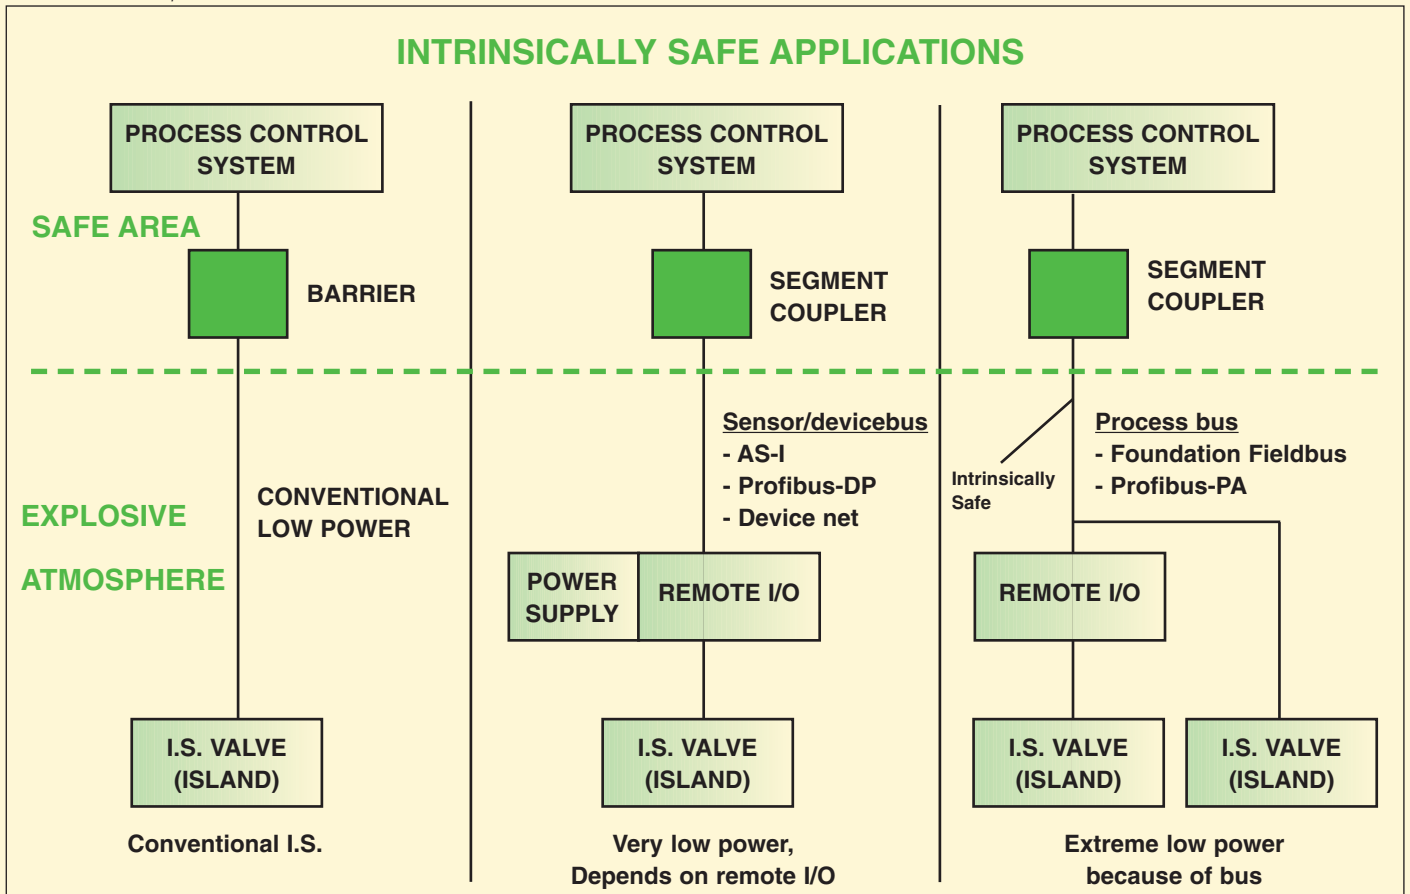 INTRINSICALLY SAFE APPLICATIONS
PROCESS CONTROL
SYSTEM
SAFE AREA
BARRIER
CONVENTIONAL
LOW POWER
EXPLOSIVE
ATMOSPHERE
I.S. VALVE
(ISLAND)
Conventional I.S.
PROCESS CONTROL
SYSTEM
SEGMENT
COUPLER
Sensor/devicebus
- AS-I
- Profibus-DP
- Device net
POWER
SUPPLY
REMOTE I/O
I.S. VALVE
(ISLAND)
Very low power,
Depends on remote I/O
PROCESS CONTROL
SYSTEM
SEGMENT
COUPLER
Intrinsically
Safe
Process bus
- Foundation Fieldbus
- Profibus-PA
REMOTE I/O
I.S. VALVE
(ISLAND)
I.S. VALVE
(ISLAND)
Extreme low power
because of bus